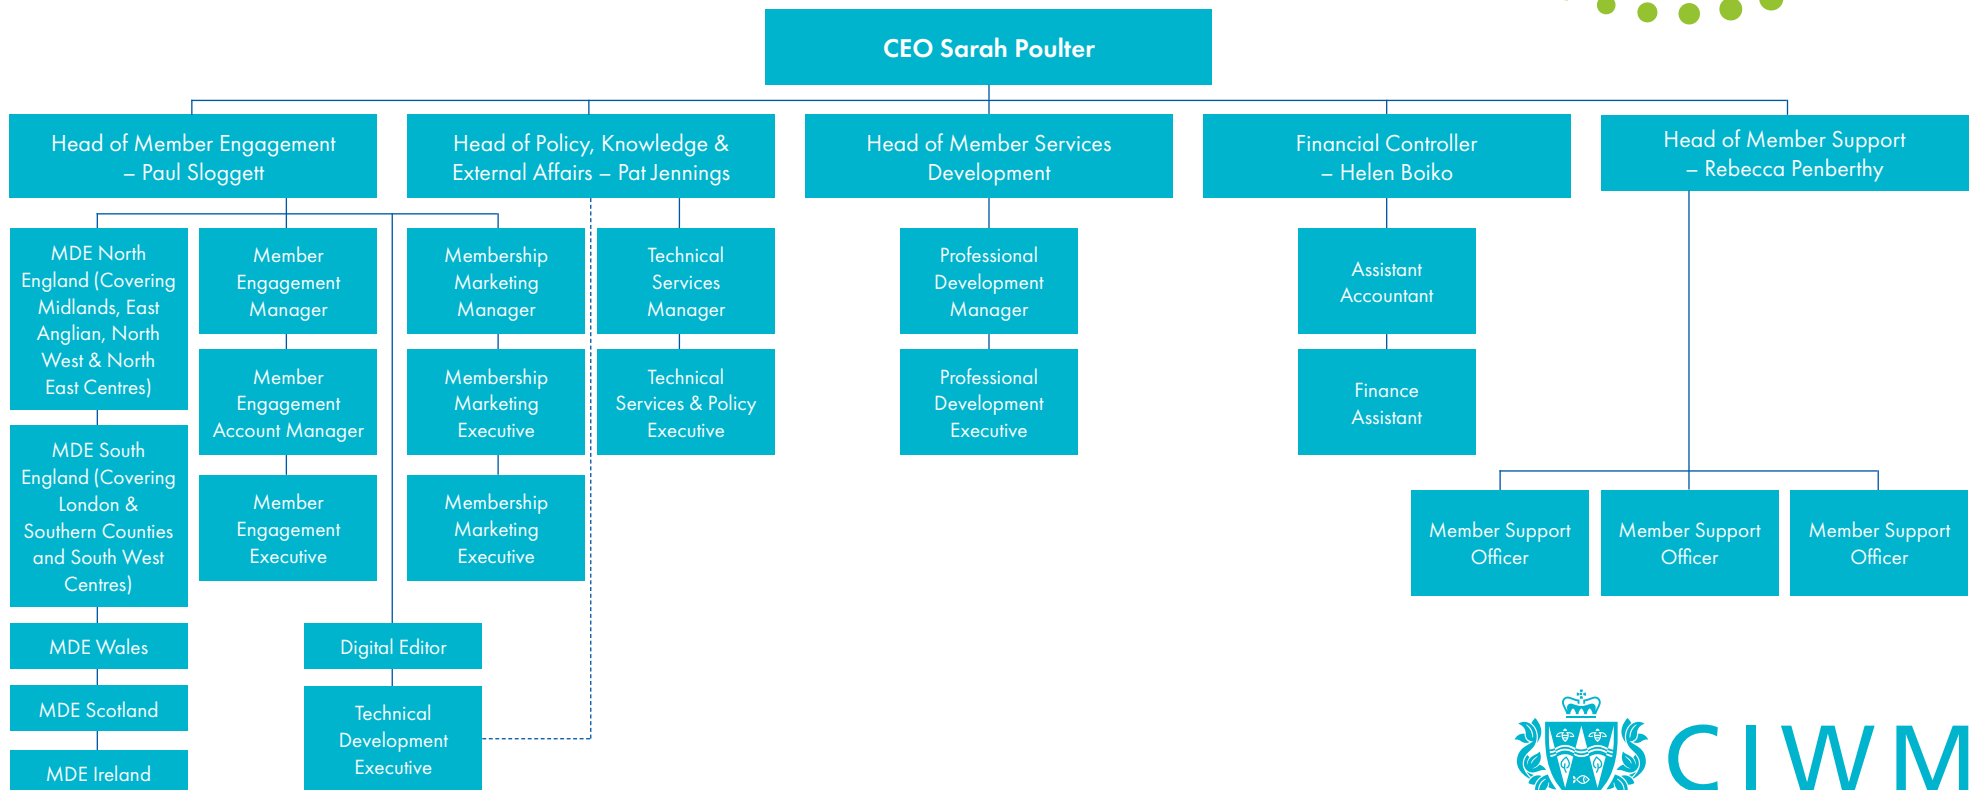 CEO Sarah Poulter
Head of Member Engagement
– Paul Sloggett
Head of Policy, Knowledge &
External Affairs – Pat Jennings
Head of Member Services
Development
Financial Controller
– Helen Boiko
Head of Member Support
– Rebecca Penberthy
MDE North
England (Covering
Midlands, East
Anglian, North
West & North
East Centres)
MDE South
England (Covering
London &
Southern Counties
and South West
Centres)
MDE Wales
MDE Scotland
MDE Ireland
Member
Engagement
Manager
Member
Engagement
Account Manager
Member
Engagement
Executive
Digital Editor
Technical
Development
Executive
Membership
Marketing
Manager
Membership
Marketing
Executive
Membership
Marketing
Executive
Technical
Services
Manager
Technical
Services & Policy
Executive
Professional
Development
Manager
Professional
Development
Executive
Assistant
Accountant
Finance
Assistant
Member Support
Officer
Member Support
Officer
Member Support
Officer
CIWM